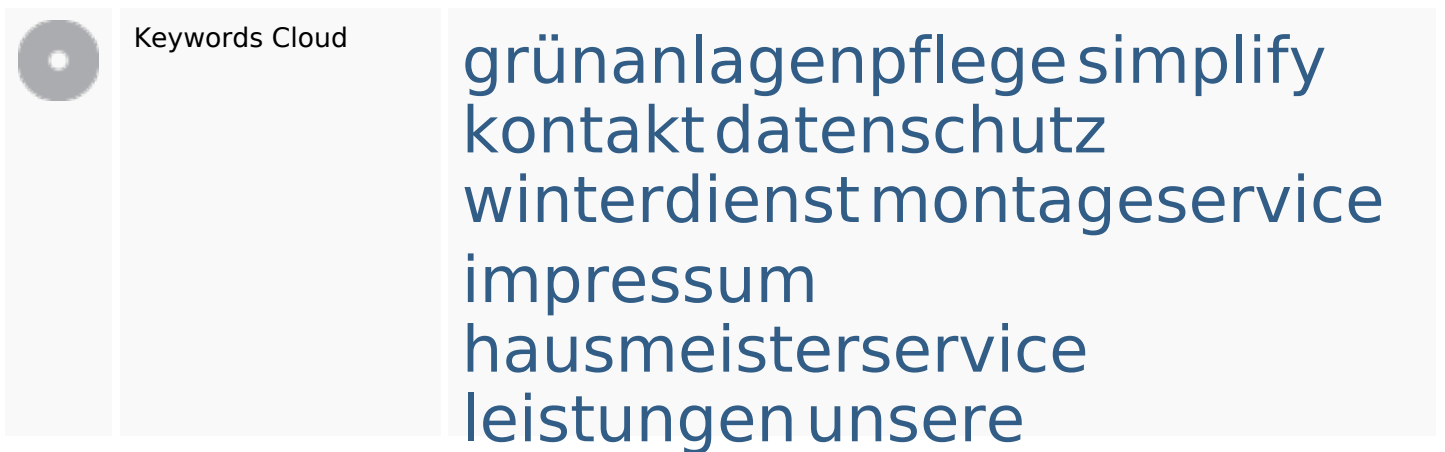 Keywords Cloud
grünanlagenpflege simplify
kontakt datenschutz
winterdienst montageservice
impressum
hausmeisterservice
leistungen unsere